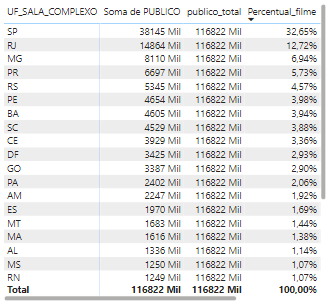 UF_SALA_COMPLEXO Soma de PUBLICO publico_total Percentual_filme
SP 38145 Mil 116822 Mil 32,65%
RJ 14864 Mil 116822 Mil 12,72%
MG 8110 Mil 116822 Mil 6,94%
PR 6697 Mil 116822 Mil 5,73%
RS 5345 Mil 116822 Mil 4,57%
PE 4654 Mil 116822 Mil 3,98%
BA 4605 Mil 116822 Mil 3,94%
SC 4529 Mil 116822 Mil 3,88%
CE 3929 Mil 116822 Mil 3,36%
DF 3425 Mil 116822 Mil 2,93%
GO 3387 Mil 116822 Mil 2,90%
PA 2402 Mil 116822 Mil 2,06%
AM 2247 Mil 116822 Mil 1,92%
ES 1970 Mil 116822 Mil 1,69%
MT 1683 Mil 116822 Mil 1,44%
MA 1616 Mil 116822 Mil 1,38%
AL 1336 Mil 116822 Mil 1,14%
MS 1250 Mil 116822 Mil 1,07%
RN 1249 Mil 116822 Mil 1,07%
Total 116822 Mil 116822 Mil 100,00%